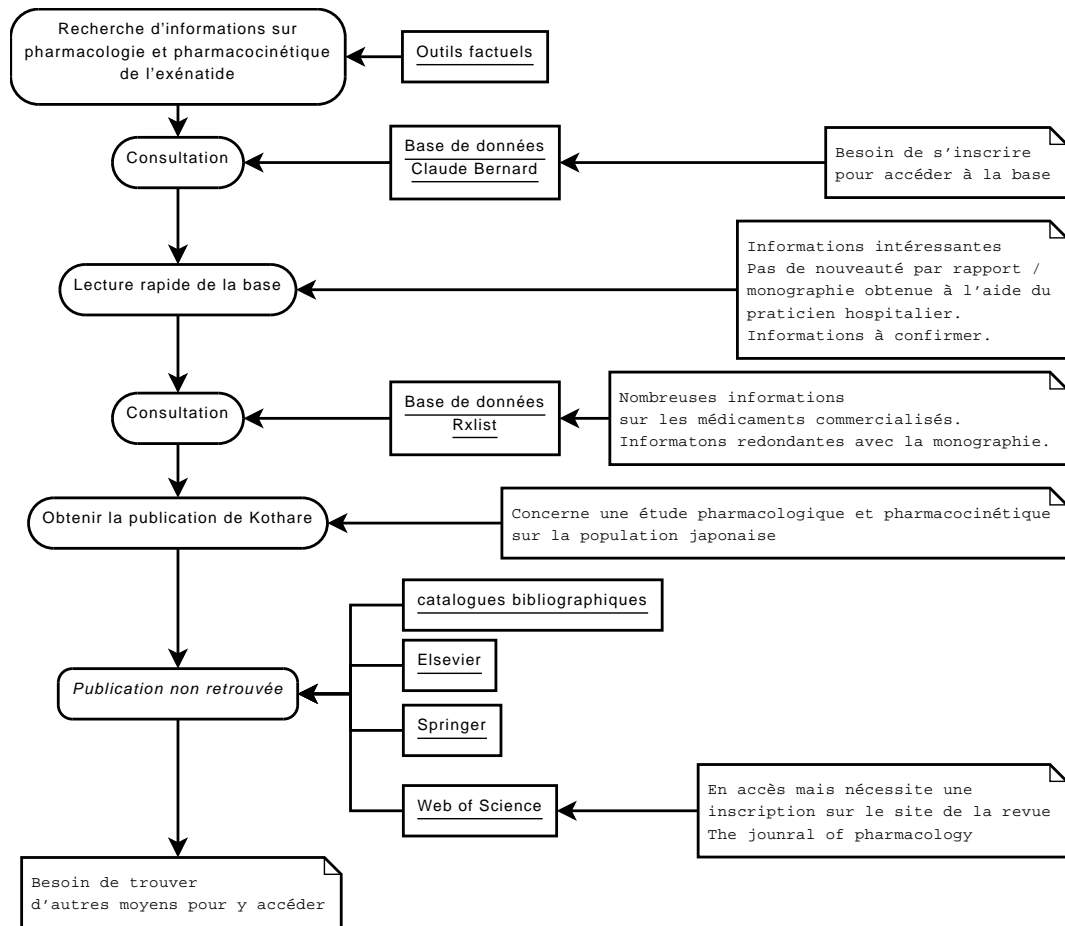 Recherche d'informations sur
pharmacologie et pharmacocinétique
de l'exénatide
Outils factuels
Consultation
Base de données
Claude Bernard
Besoin de s'inscrire
pour accéder à la base
Lecture rapide de la base
Informations intéressantes
Pas de nouveauté par rapport /
monographie obtenue à l'aide du
praticien hospitalier.
Informations à confirmer.
Consultation
Base de données
Rxlist
Nombreuses informations
sur les médicaments commercialisés.
Informatons redondantes avec la monographie.
Obtenir la publication de Kothare
Concerne une étude pharmacologique et pharmacocinétique
sur la population japonaise
catalogues bibliographiques
Elsevier
Publication non retrouvée
Springer
Web of Science
En accès mais nécessite une
inscription sur le site de la revue
The jounral of pharmacology
Besoin de trouver
d'autres moyens pour y accéder